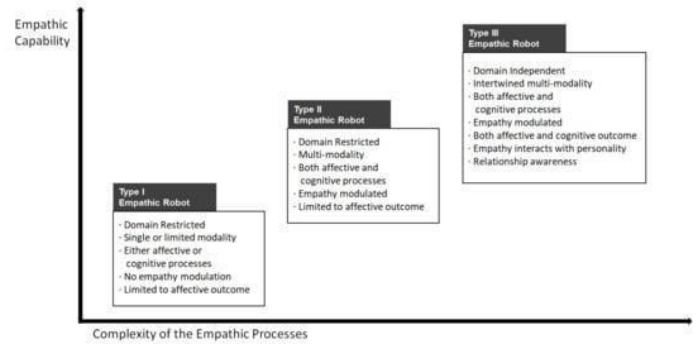 Empathic
Capability
Type III
Empathic Robot
· Domain Independent
· Intertwined multi-modality
· Both affective and
cognitive processes
· Empathy modulated
· Both affective and cognitive outcome
· Empathy interacts with personality
· Relationship awareness
Type II
Empathic Robot
· Domain Restricted
· Multi-modality
· Both affective and
cognitive processes
· Empathy modulated
· Limited to affective outcome
Type I
Empathic Robot
· Domain Restricted
· Single or limited modality
· Either affective or
cognitive processes
· No empathy modulation
· Limited to affective outcome
Complexity of the Empathic Processes